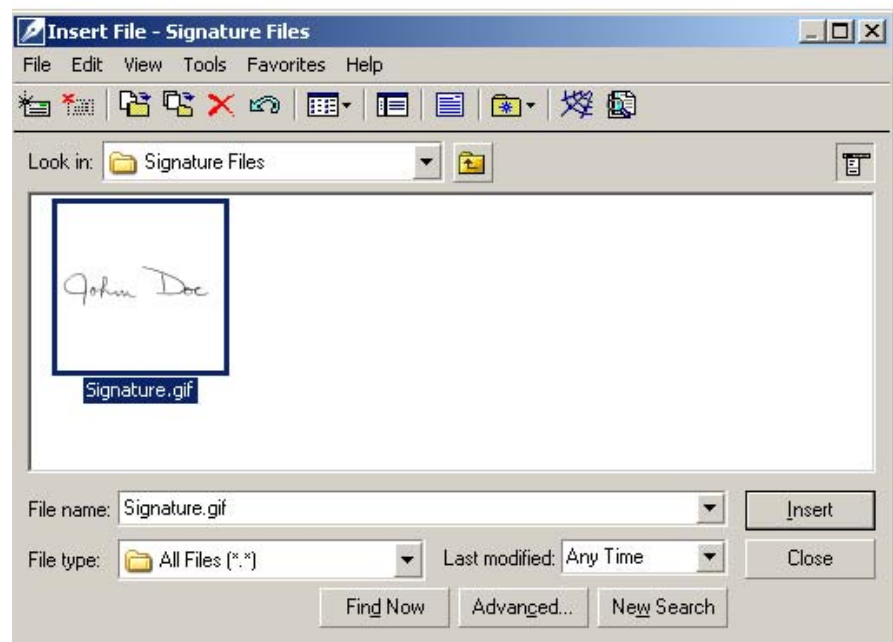 Insert File - Signature Files
File Edit View Tools Favorites Help
Look in: Signature Files
John Doe
Signature.gif
File name: Signature.gif Insert
File type: All Files (*.*) Last modified: Any Time Close
Find Now Advanced... New Search